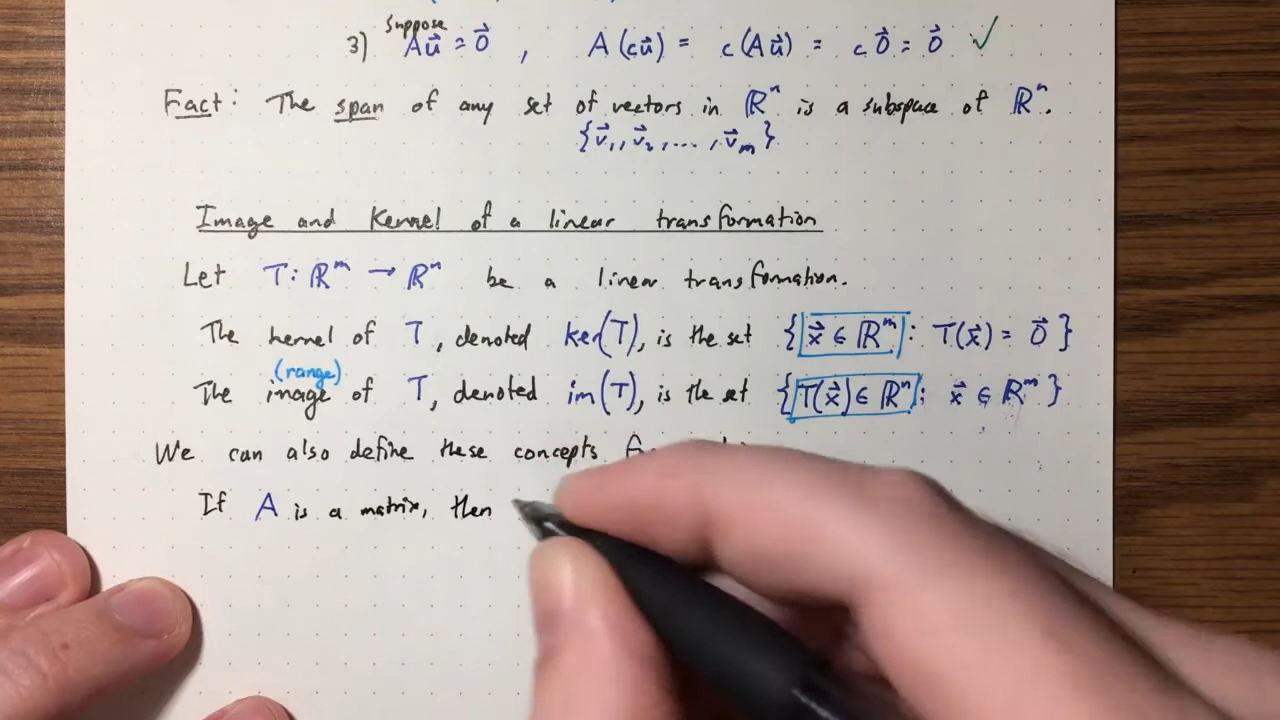 Suppose
3) Au⃗ = 0⃗ , A(cu⃗) = c(Au⃗) = c0⃗ = 0⃗ ✓
Fact: The span of any set of vectors in ℝⁿ is a subspace of ℝⁿ.
{v⃗₁, v⃗₂, ..., v⃗ₘ}
Image and Kernel of a linear transformation
Let T: ℝᵐ → ℝⁿ be a linear transformation.
The kernel of T, denoted ker(T), is the set {x⃗ ∈ ℝᵐ : T(x⃗) = 0⃗}
(range)
The image of T, denoted im(T), is the set {T(x⃗) ∈ ℝⁿ : x⃗ ∈ ℝᵐ}
We can also define these concepts
If A is a matrix, then